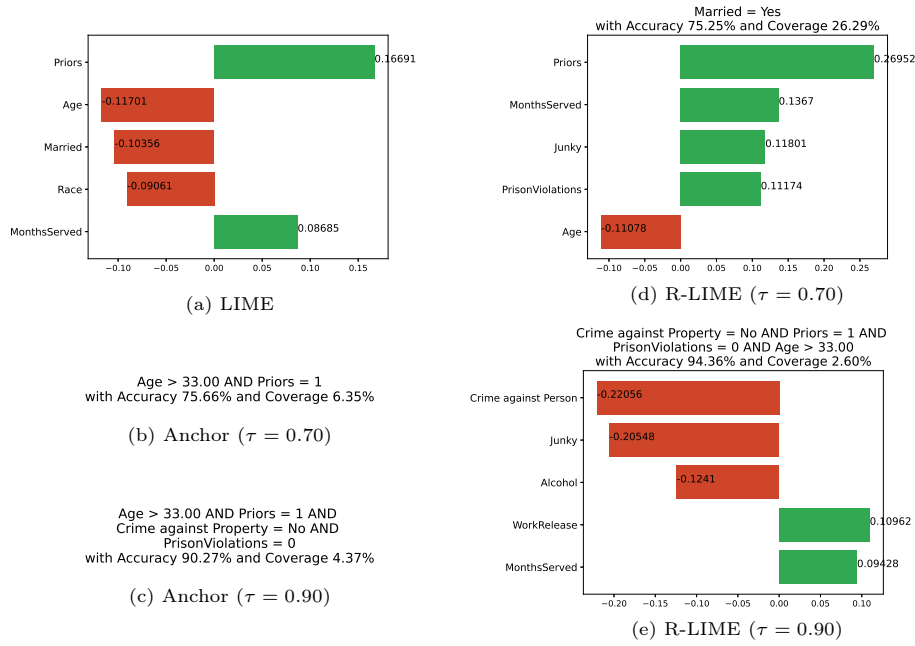 Priors
Age
Married
Race
MonthsServed
0.16691
-0.11701
-0.10356
-0.09061
0.08685
−0.10 −0.05 0.00 0.05 0.10 0.15
(a) LIME
Age > 33.00 AND Priors = 1
with Accuracy 75.66% and Coverage 6.35%
(b) Anchor (τ = 0.70)
Age > 33.00 AND Priors = 1 AND
Crime against Property = No AND
PrisonViolations = 0
with Accuracy 90.27% and Coverage 4.37%
(c) Anchor (τ = 0.90)
Married = Yes
with Accuracy 75.25% and Coverage 26.29%
Priors
MonthsServed
Junky
PrisonViolations
Age
0.26952
0.1367
0.11801
0.11174
-0.11078
−0.10 −0.05 0.00 0.05 0.10 0.15 0.20 0.25
(d) R-LIME (τ = 0.70)
Crime against Property = No AND Priors = 1 AND
PrisonViolations = 0 AND Age > 33.00
with Accuracy 94.36% and Coverage 2.60%
Crime against Person
Junky
Alcohol
WorkRelease
MonthsServed
-0.22056
-0.20548
-0.1241
0.10962
0.09428
−0.20 −0.15 −0.10 −0.05 0.00 0.05 0.10
(e) R-LIME (τ = 0.90)